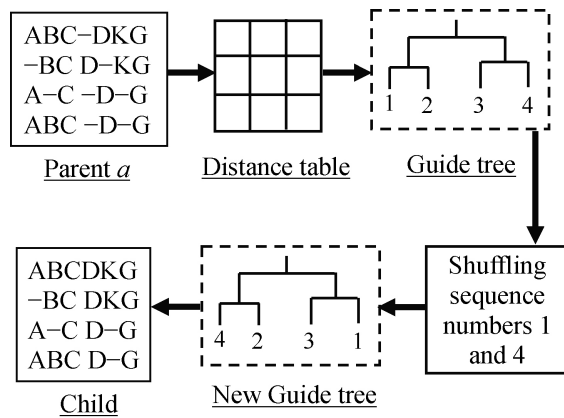 ABC−DKG
−BC D−KG
A−C −D−G
ABC −D−G
Parent a
Distance table
1 2 3 4
Guide tree
Shuffling
sequence
numbers 1
and 4
4 2 3 1
New Guide tree
ABCDKG
−BC DKG
A−C D−G
ABC D−G
Child